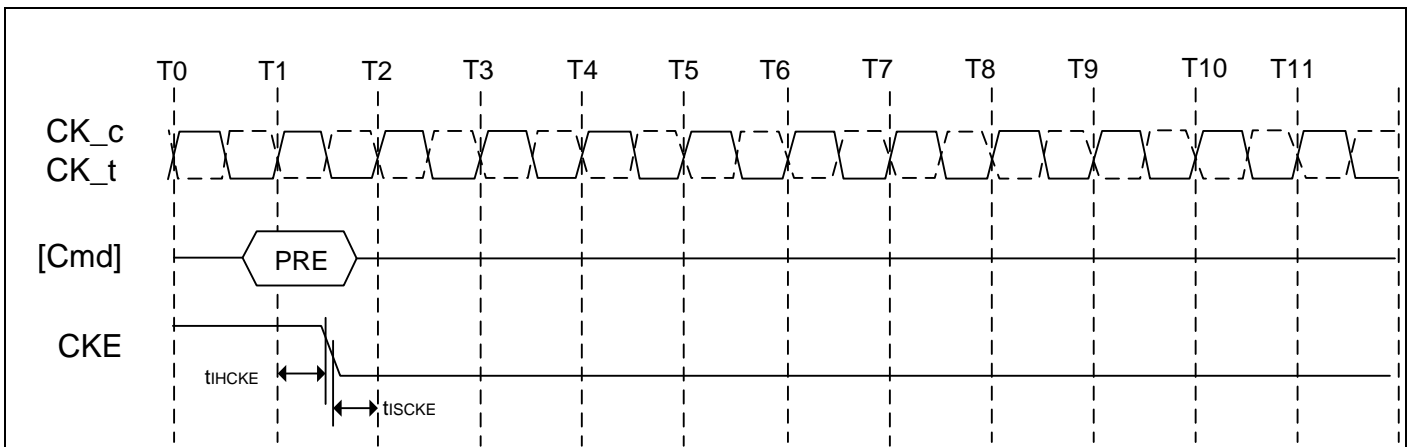 T0 T1 T2 T3 T4 T5 T6 T7 T8 T9 T10 T11
CK_c
CK_t
[Cmd] PRE
CKE
tIHCKE
tISCKE